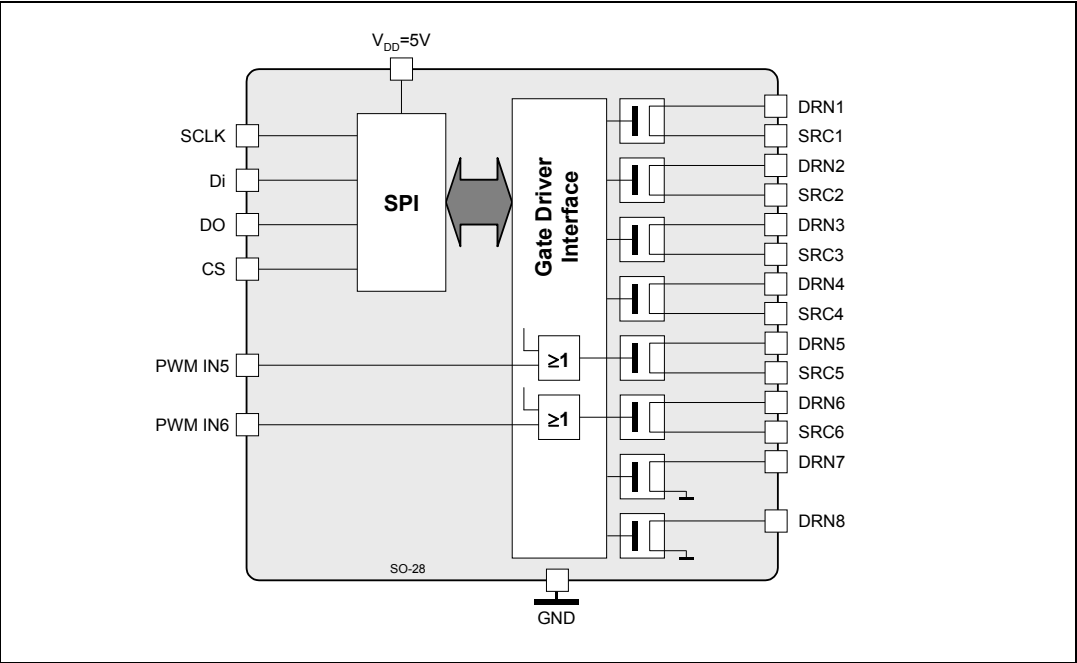 VDD=5V
SCLK
Di
DO
CS
PWM IN5
PWM IN6
SPI
Gate Driver
Interface
≥1
≥1
DRN1
SRC1
DRN2
SRC2
DRN3
SRC3
DRN4
SRC4
DRN5
SRC5
DRN6
SRC6
DRN7
DRN8
SO-28
GND